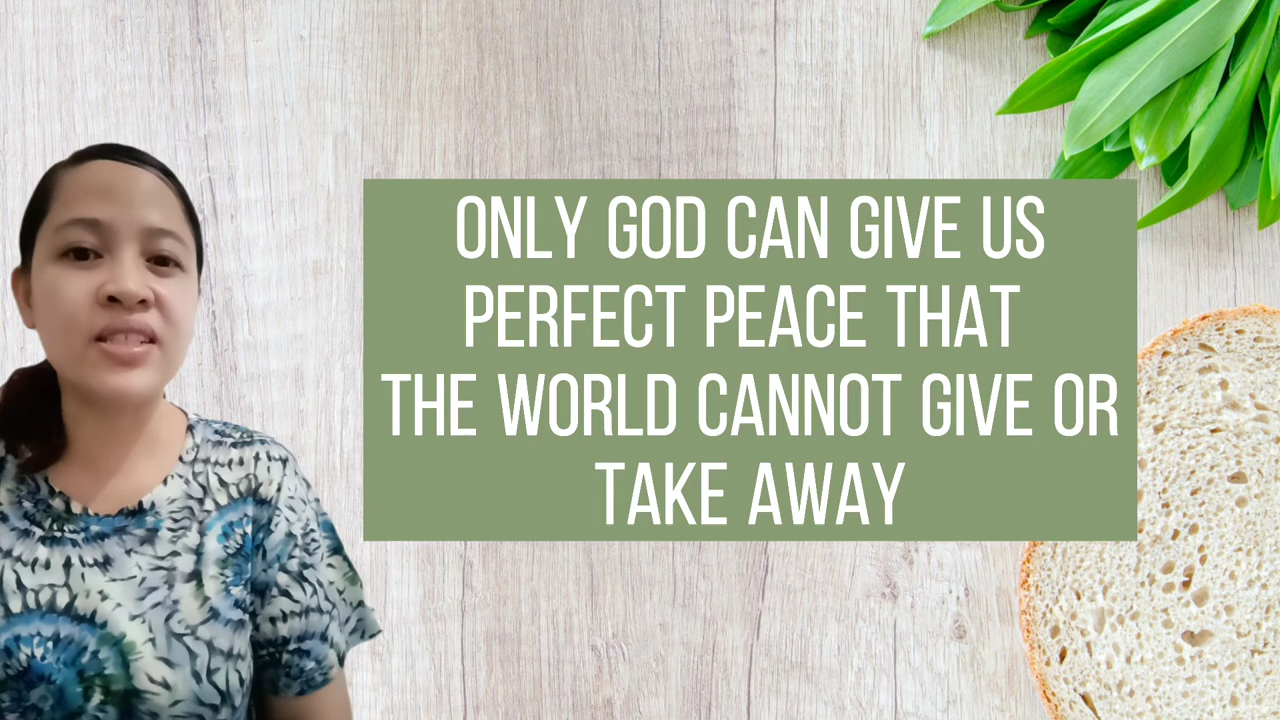 ONLY GOD CAN GIVE US
PERFECT PEACE THAT
THE WORLD CANNOT GIVE OR
TAKE AWAY